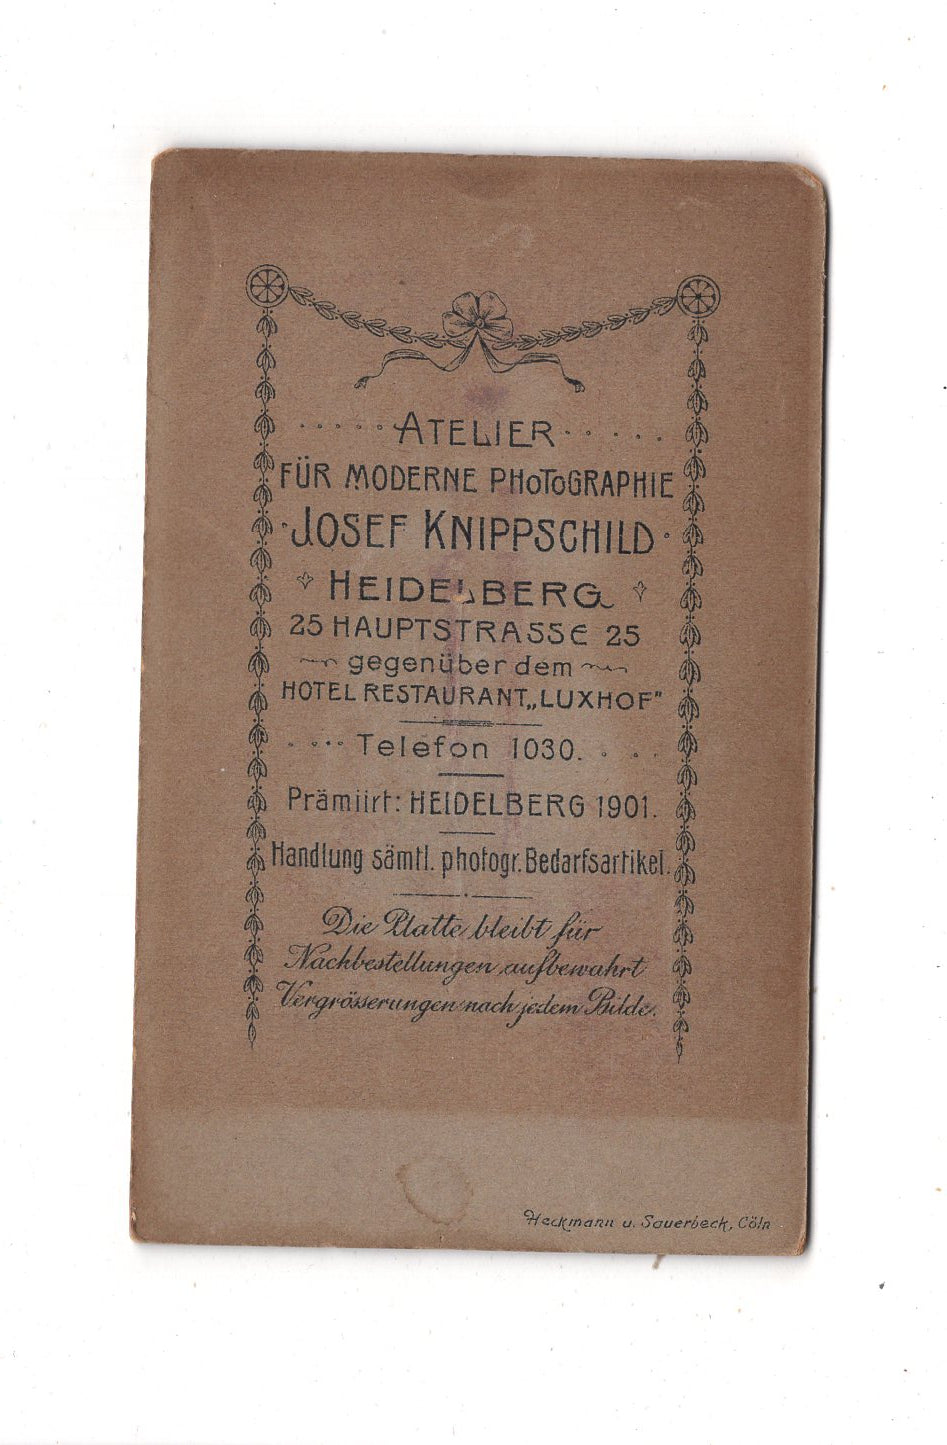 ATELIER
FÜR MODERNE PHOTOGRAPHIE
JOSEF KNIPPSCHILD
HEIDELBERG
25 HAUPTSTRASSE 25
gegenüber dem
HOTEL RESTAURANT „LUXHOF"
Telefon 1030.
Prämiirt: HEIDELBERG 1901.
Handlung sämtl. photogr. Bedarfsartikel.
Die Platte bleibt für
Nachbestellungen aufbewahrt
Vergrösserungen nach jedem Bilde.
Heckmann u. Sauerbeck, Cöln